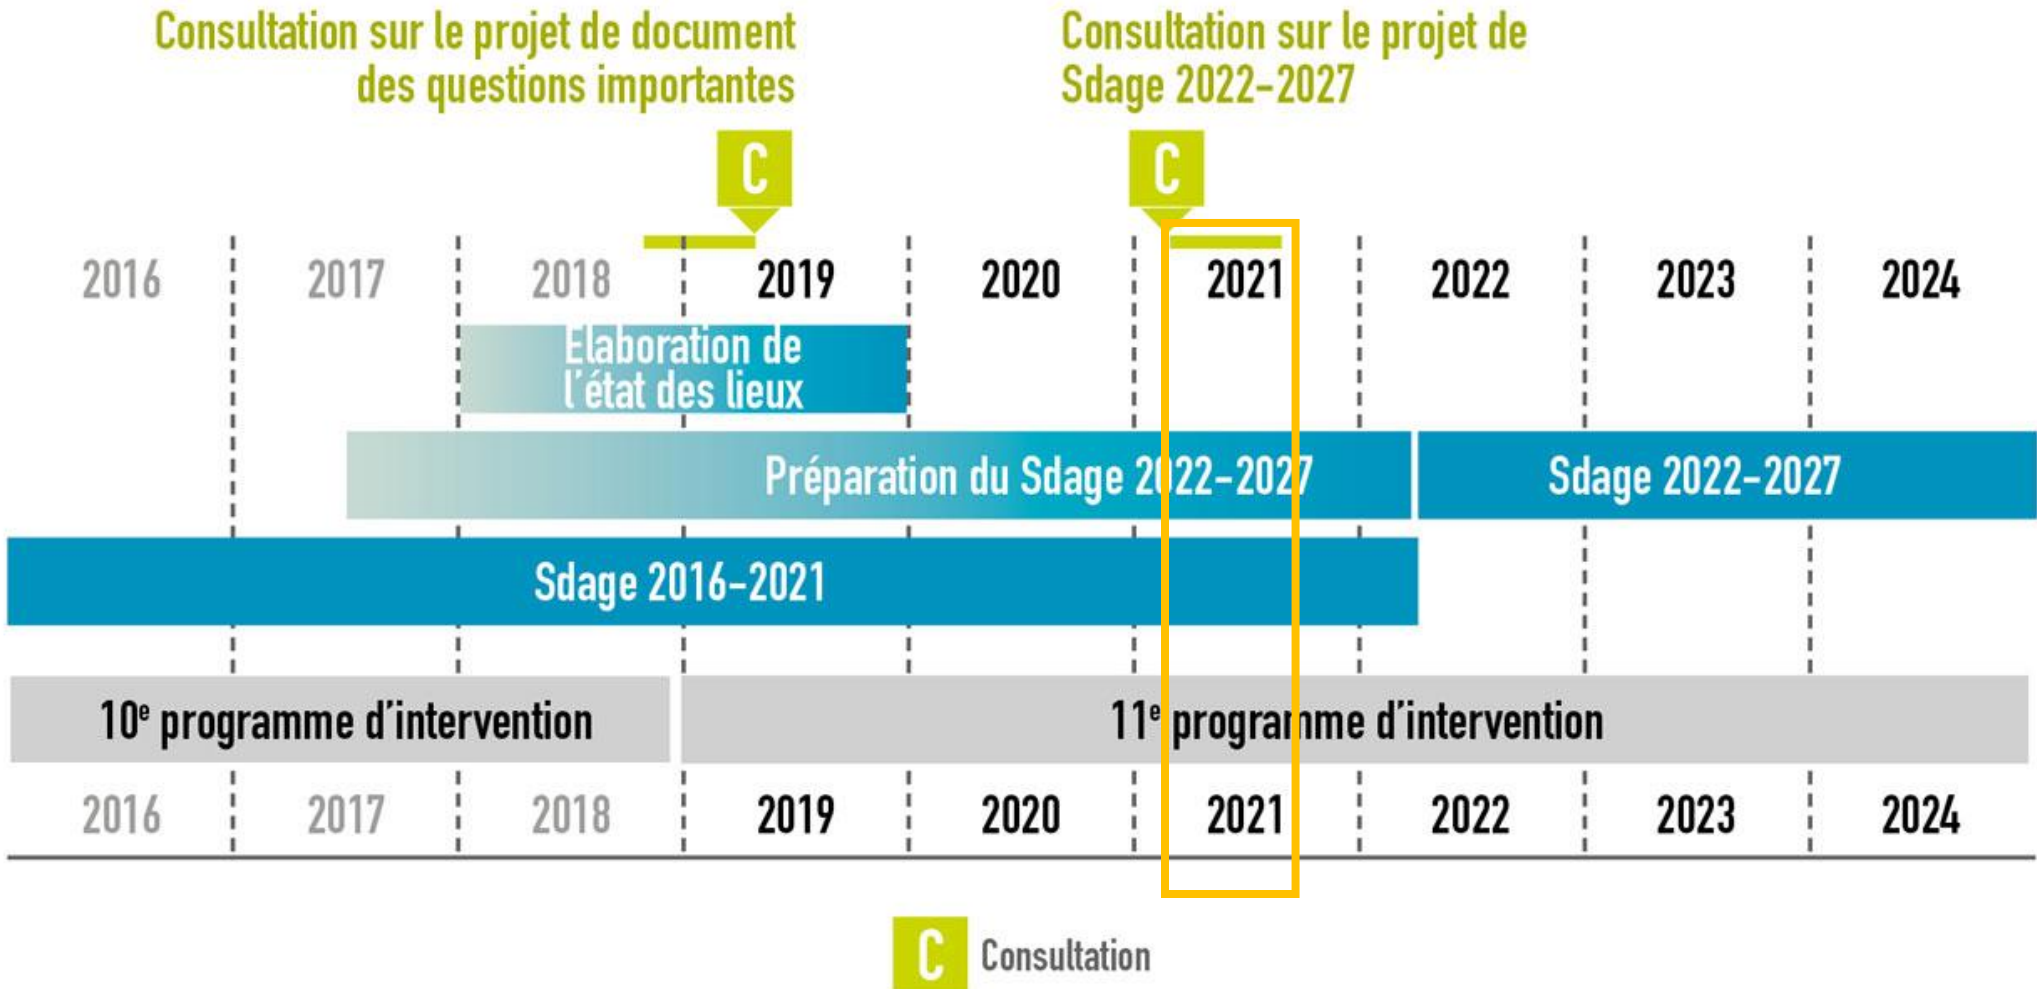 Consultation sur le projet de document
des questions importantes
Consultation sur le projet de
Sdage 2022-2027
C
C
2016
2017
2018
2019
2020
2021
2022
2023
2024
Elaboration de
l'état des lieux
Préparation du Sdage 2022-2027
Sdage 2022-2027
Sdage 2016-2021
10e programme d'intervention
11e programme d'intervention
2016
2017
2018
2019
2020
2021
2022
2023
2024
C
Consultation